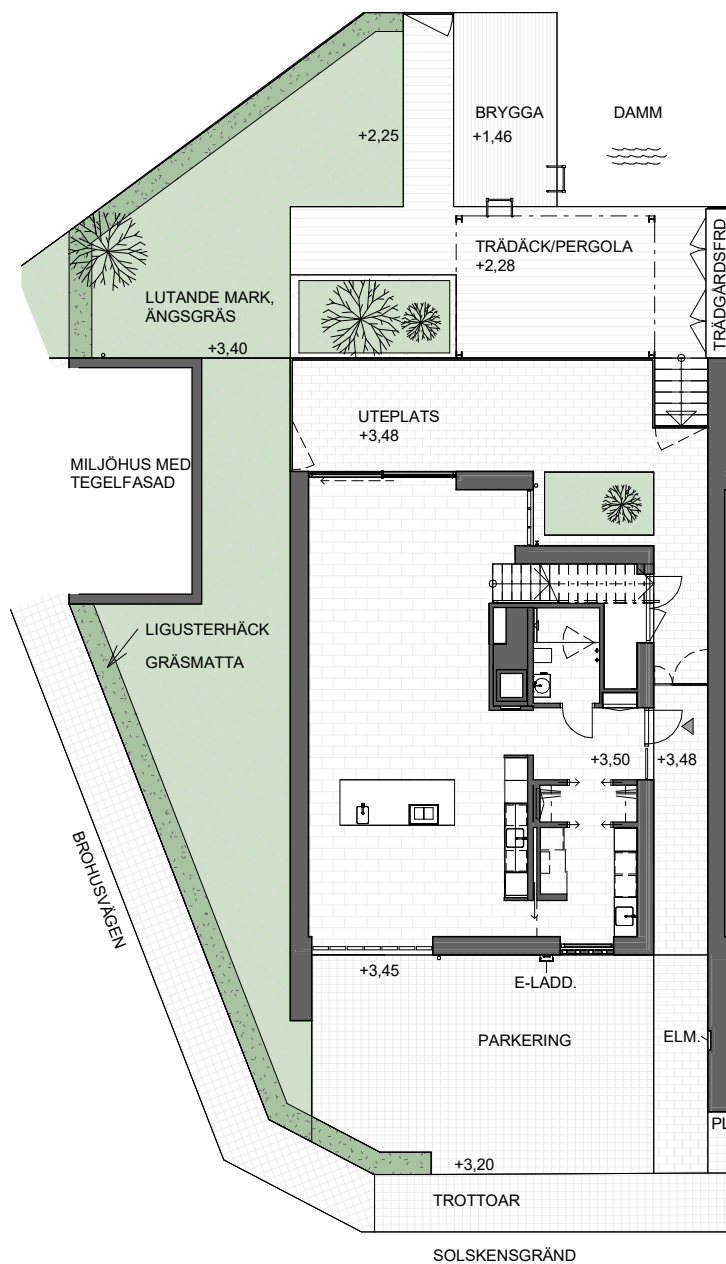 BRYGGA
+1,46
DAMM
+2,25
TRÄDÄCK/PERGOLA
+2,28
TRÄDGÅRDSFRD
LUTANDE MARK,
ÄNGSGRÄS
+3,40
UTEPLATS
+3,48
MILJÖHUS MED
TEGELFASAD
LIGUSTERHÄCK
GRÄSMATTA
+3,50
+3,48
BROHUSVÄGEN
+3,45
E-LADD.
PARKERING
ELM.
PL
+3,20
TROTTOAR
SOLSKENSGRÄND